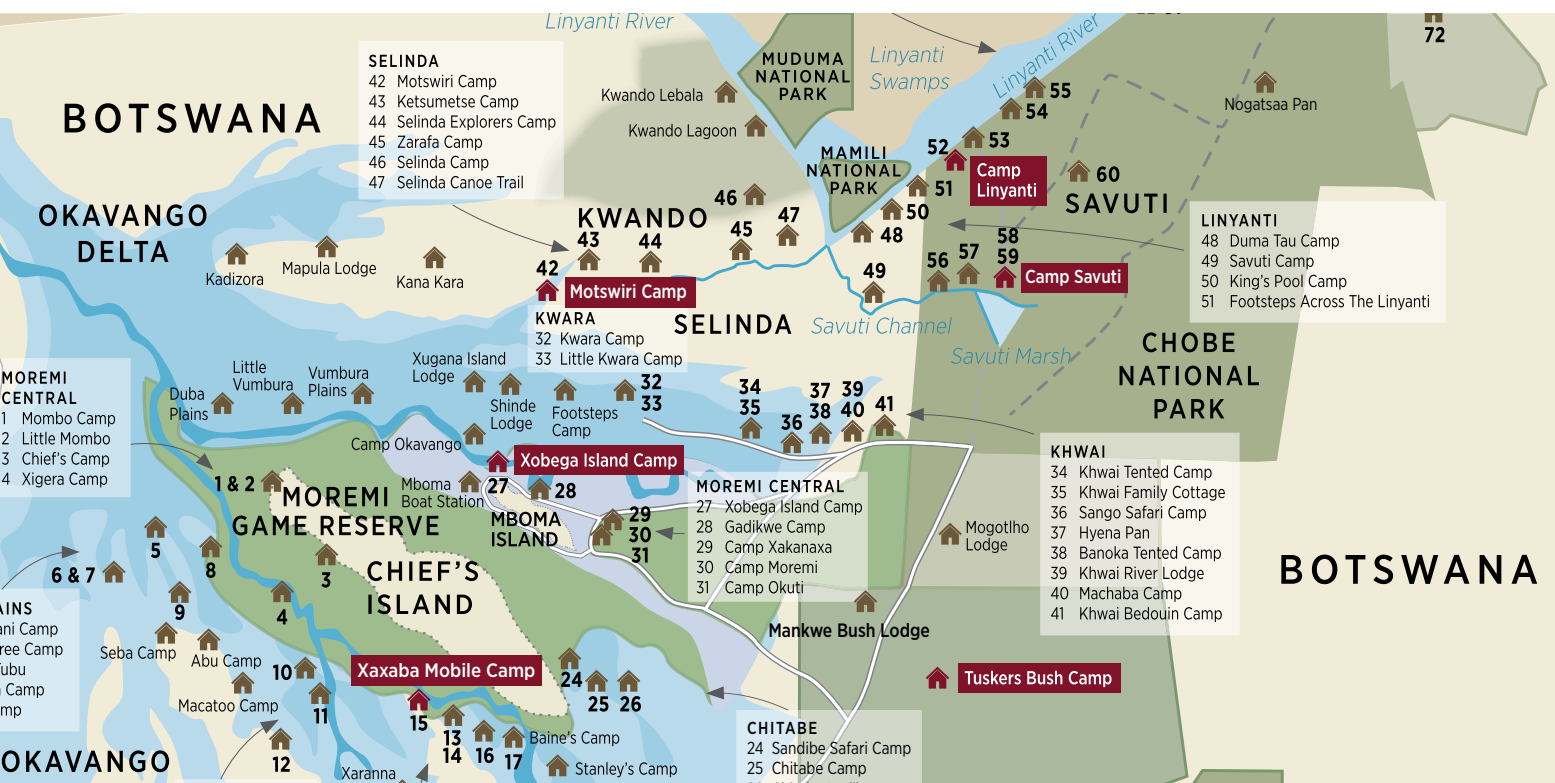 Linyanti River
72
SELINDA
42 Motswiri Camp
43 Ketsumetse Camp
44 Selinda Explorers Camp
45 Zarafa Camp
46 Selinda Camp
47 Selinda Canoe Trail
MUDUMA
NATIONAL
PARK
Linyanti
Swamps
Linyanti River
BOTSWANA
Kwando Lebala
Kwando Lagoon
55
54
53
52
Nogatsaa Pan
MAMILI
NATIONAL
PARK
Camp
Linyanti
60
SAVUTI
51
50
48
46
KWANDO
47
45
44
43
42
Motswiri Camp
OKAVANGO
DELTA
Kadizora
Mapula Lodge
Kana Kara
49
56
57
58
59
Camp Savuti
LINYANTI
48 Duma Tau Camp
49 Savuti Camp
50 King's Pool Camp
51 Footsteps Across The Linyanti
KWARA
32 Kwara Camp
33 Little Kwara Camp
SELINDA
Savuti Channel
Savuti Marsh
CHOBE
NATIONAL
PARK
MOREMI
CENTRAL
1 Mombo Camp
2 Little Mombo
3 Chief's Camp
4 Xigera Camp
Duba
Plains
Little
Vumbura
Vumbura
Plains
Xugana Island
Lodge
Shinde
Lodge
Footsteps
Camp
32
33
34
35
36
37
38
39
40
41
Camp Okavango
Xobega Island Camp
27
28
Mboma
Boat Station
MBOMA
ISLAND
29
30
31
MOREMI CENTRAL
27 Xobega Island Camp
28 Gadikwe Camp
29 Camp Xakanaxa
30 Camp Moremi
31 Camp Okuti
KHWAI
34 Khwai Tented Camp
35 Khwai Family Cottage
36 Sango Safari Camp
37 Hyena Pan
38 Banoka Tented Camp
39 Khwai River Lodge
40 Machaba Camp
41 Khwai Bedouin Camp
Mogotlho
Lodge
BOTSWANA
1 & 2
MOREMI
GAME RESERVE
5
6 & 7
8
3
CHIEF'S
ISLAND
9
4
AINS
ani Camp
ree Camp
Tubu
Camp
mp
Seba Camp
Abu Camp
Macatoo Camp
10
11
12
Xaxaba Mobile Camp
15
13
14
16
17
24
25
26
Mankwe Bush Lodge
Tuskers Bush Camp
Baine's Camp
Stanley's Camp
Xaranna
OKAVANGO
CHITABE
24 Sandibe Safari Camp
25 Chitabe Camp